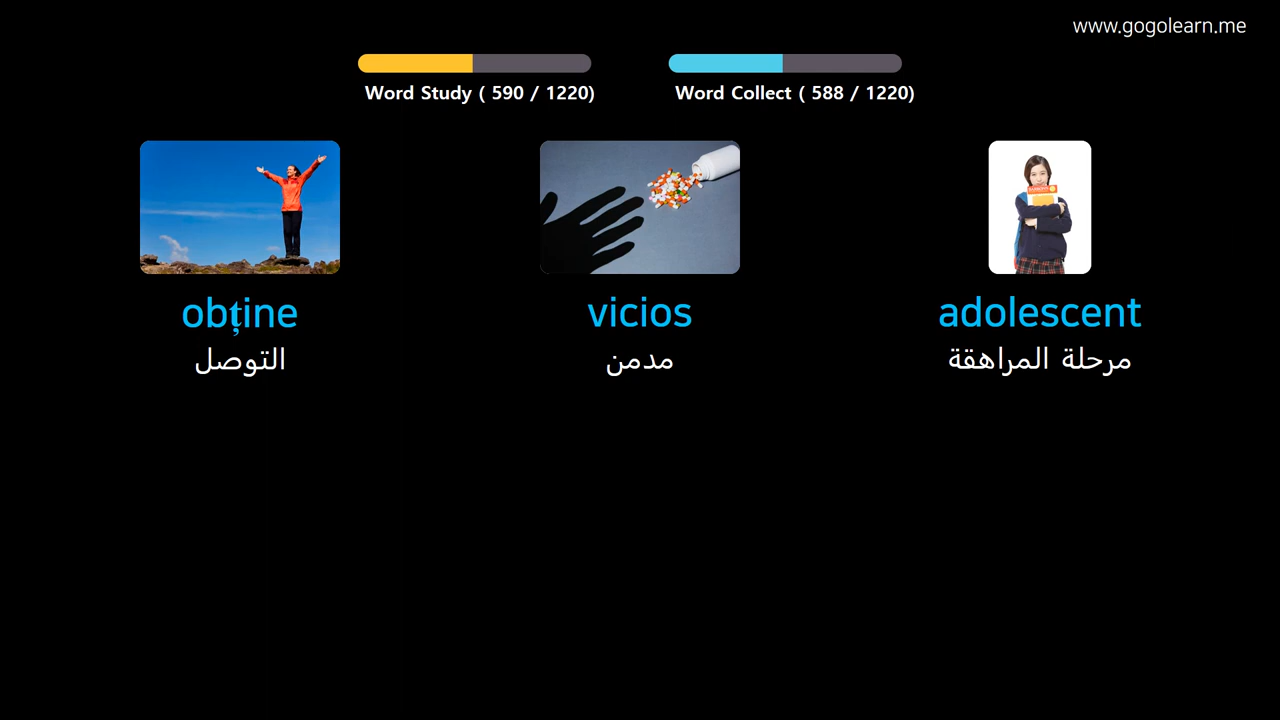 www.gogolearn.me
Word Study ( 590 / 1220)
Word Collect ( 588 / 1220)
obține
vicios
adolescent
التوصل
مدمن
مرحلة المراهقة